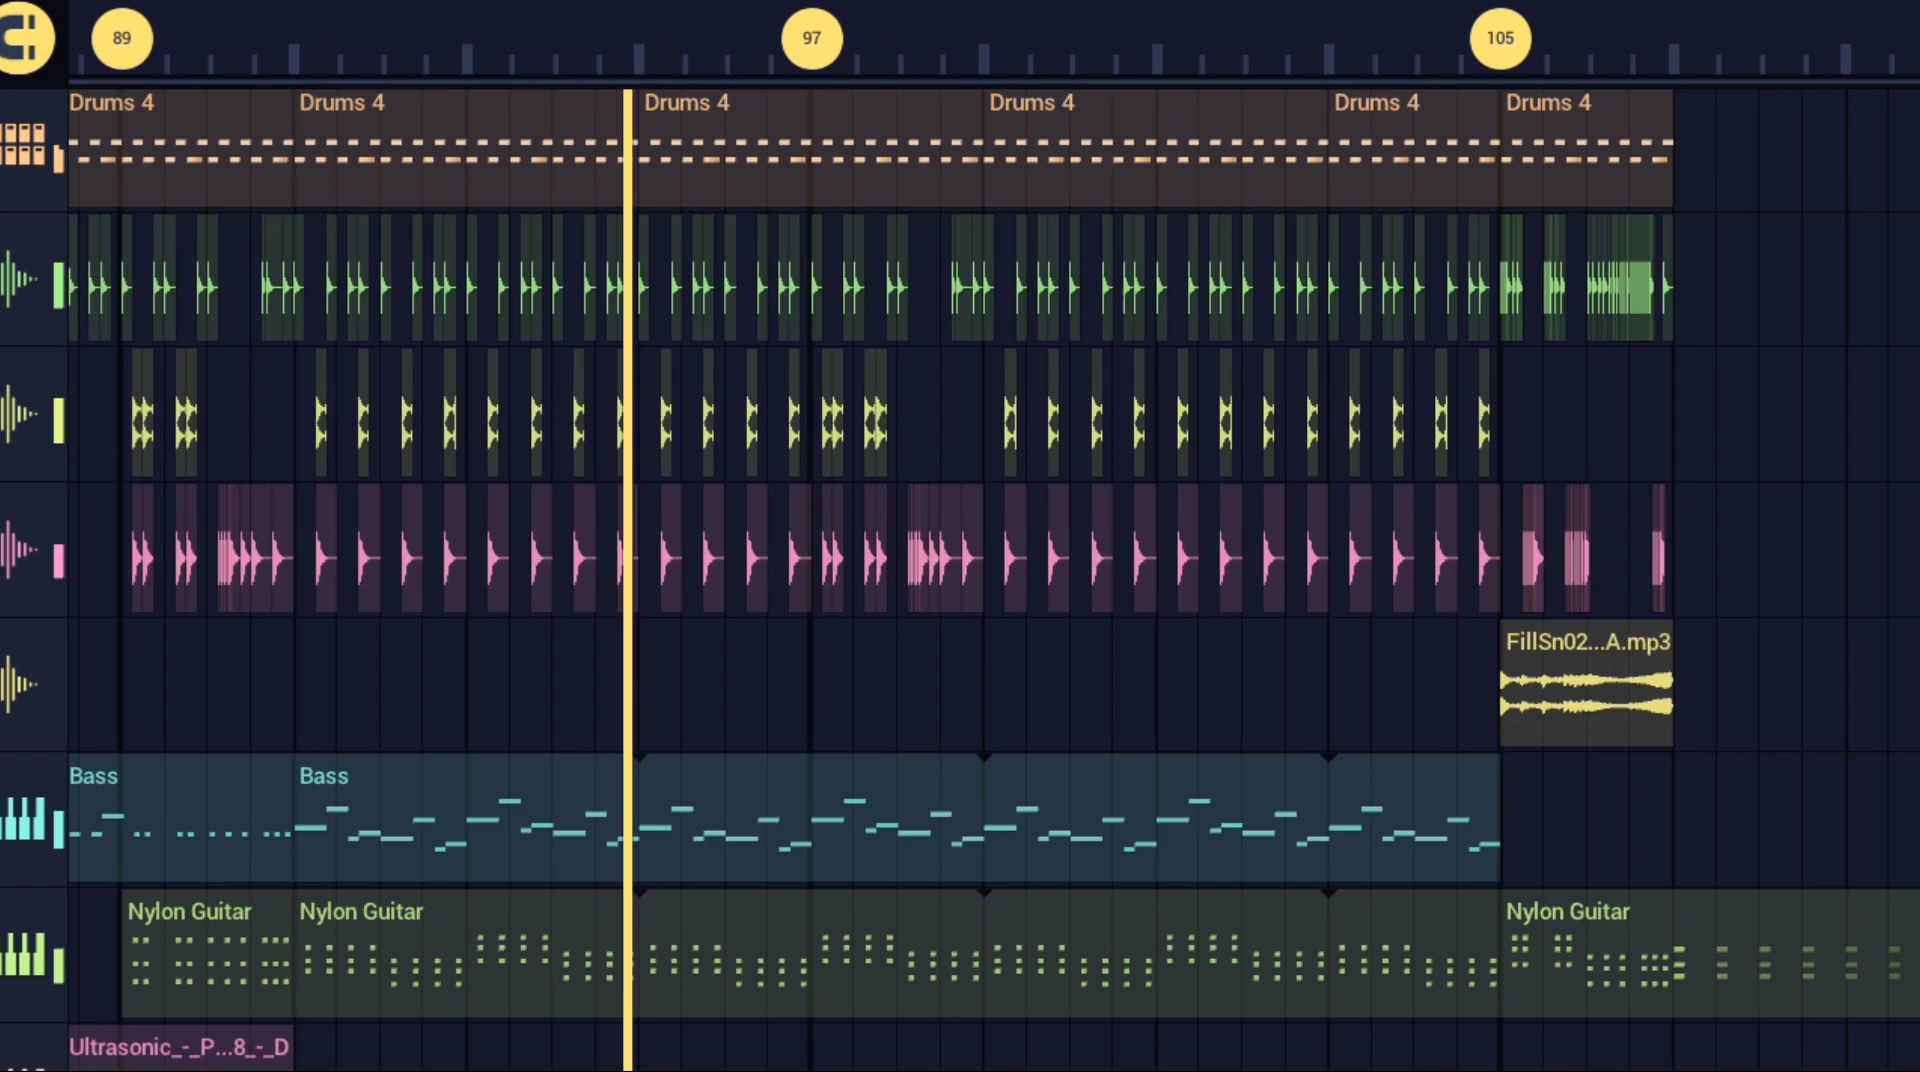 89 97 105
Drums 4 Drums 4 Drums 4 Drums 4 Drums 4 Drums 4
FillSn02...A.mp3
Bass Bass
Nylon Guitar Nylon Guitar Nylon Guitar
Ultrasonic_-_P...8_-_D